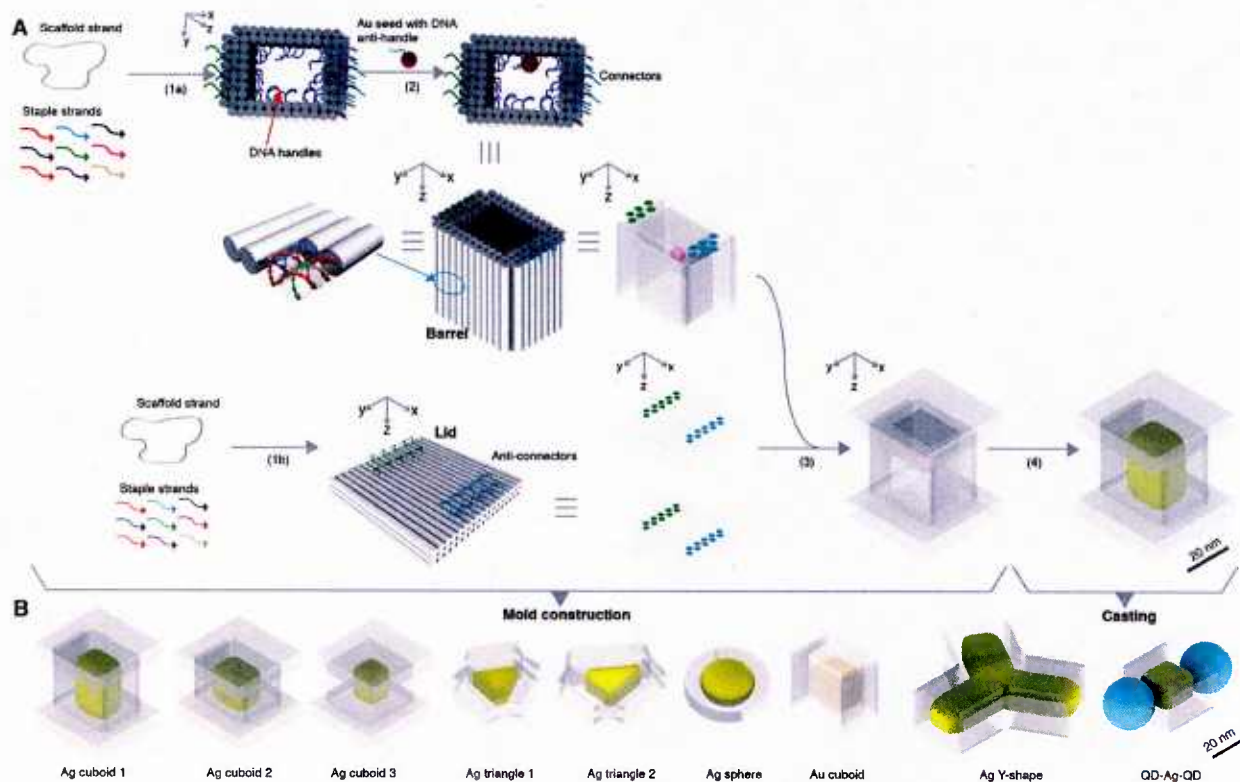 A
Scaffold strand
Staple strands
(1a)
x
z
y
DNA handles
Au seed with DNA
anti-handle
(2)
Connectors
y
x
z
y
x
z
Barrel
Scaffold strand
Staple strands
(1b)
y
x
z
Lid
Anti-connectors
y
x
z
(3)
y
x
z
(4)
20 nm
Mold construction
Casting
B
Ag cuboid 1
Ag cuboid 2
Ag cuboid 3
Ag triangle 1
Ag triangle 2
Ag sphere
Au cuboid
Ag Y-shape
QD-Ag-QD
20 nm